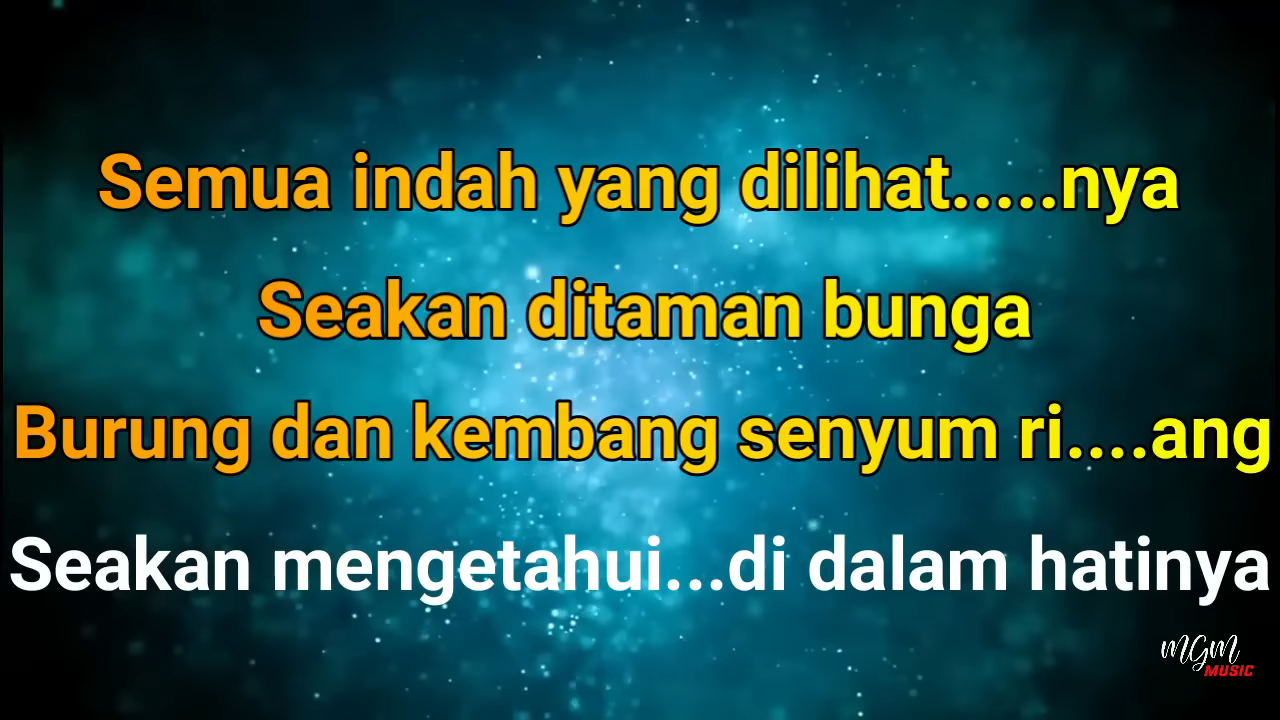 Semua indah yang dilihat.....nya
Seakan ditaman bunga
Burung dan kembang senyum ri....ang
Seakan mengetahui...di dalam hatinya
MGM
MUSIC